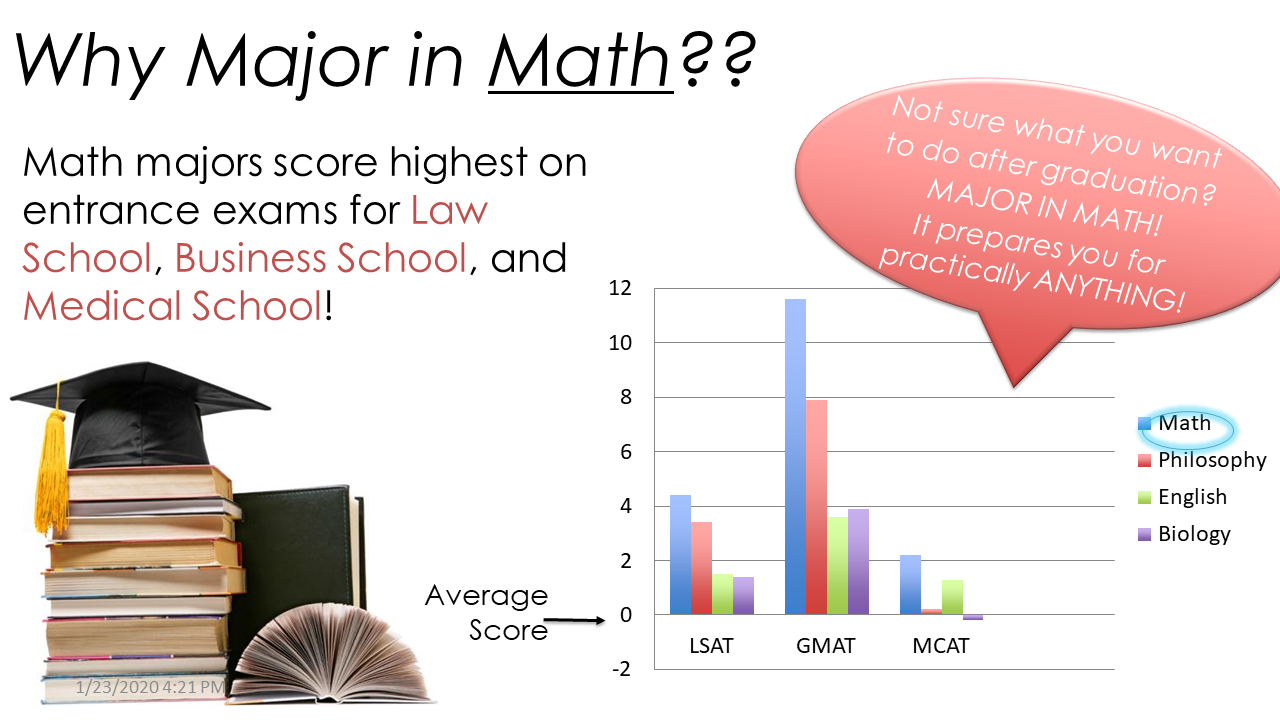 Why Major in Math??
Math majors score highest on
entrance exams for Law
School, Business School, and
Medical School!
Not sure what you want
to do after graduation?
MAJOR IN MATH!
It prepares you for
practically ANYTHING!
12
10
8
6
4
2
0
-2
LSAT
GMAT
MCAT
Math
Philosophy
English
Biology
Average
Score
1/23/2020 4:21 PM